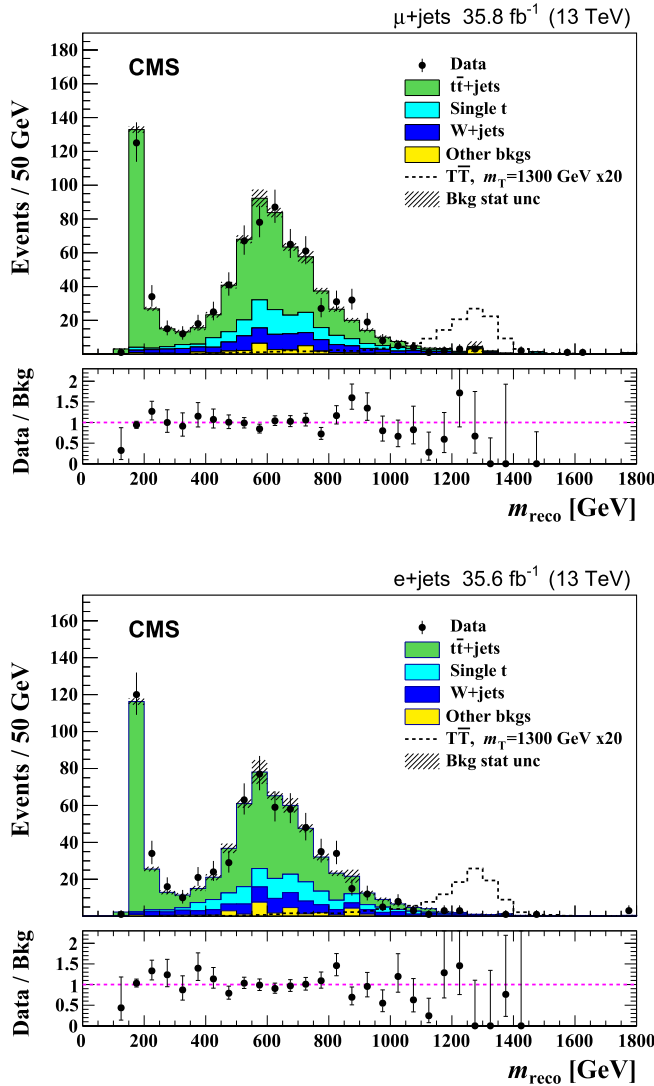 μ+jets 35.8 fb⁻¹ (13 TeV)
CMS
Data
tt̅+jets
Single t
W+jets
Other bkgs
TT̅, m_T=1300 GeV x20
Bkg stat unc
Events / 50 GeV
180
160
140
120
100
80
60
40
20
Data / Bkg
2
1.5
1
0.5
0
0 200 400 600 800 1000 1200 1400 1600 1800
m_reco [GeV]
e+jets 35.6 fb⁻¹ (13 TeV)
CMS
Data
tt̅+jets
Single t
W+jets
Other bkgs
TT̅, m_T=1300 GeV x20
Bkg stat unc
Events / 50 GeV
160
140
120
100
80
60
40
20
Data / Bkg
2
1.5
1
0.5
0
0 200 400 600 800 1000 1200 1400 1600 1800
m_reco [GeV]